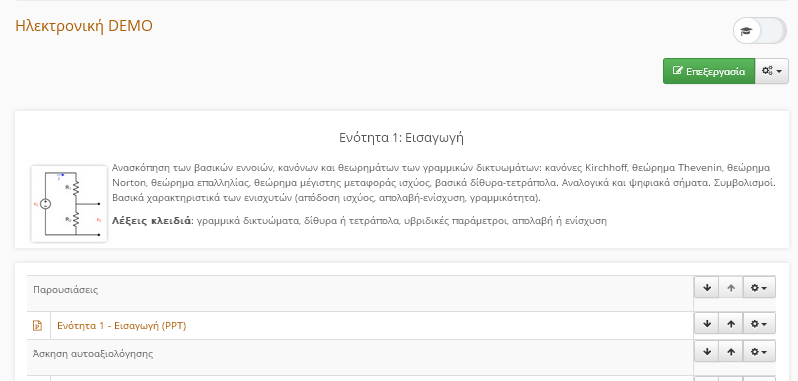 Ηλεκτρονική DEMO
Επεξεργασία
Ενότητα 1: Εισαγωγή
Ανασκόπηση των βασικών εννοιών, κανόνων και θεωρημάτων των γραμμικών δικτυωμάτων: κανόνες Kirchhoff, θεώρημα Thevenin, θεώρημα
Norton, θεώρημα επαλληλίας, θεώρημα μέγιστης μεταφοράς ισχύος, βασικά δίθυρα-τετράπολα. Αναλογικά και ψηφιακά σήματα. Συμβολισμοί.
Βασικά χαρακτηριστικά των ενισχυτών (απόδοση ισχύος, απολαβή-ενίσχυση, γραμμικότητα).
Λέξεις κλειδιά: γραμμικά δικτυώματα, δίθυρα ή τετράπολα, υβριδικές παράμετροι, απολαβή ή ενίσχυση
Παρουσιάσεις
Ενότητα 1 - Εισαγωγή (PPT)
Άσκηση αυτοαξιολόγησης